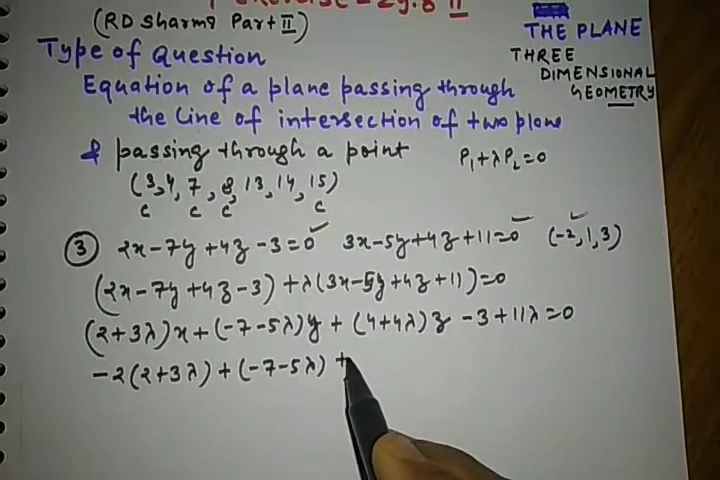 (RD Sharma Part II)
THE PLANE
THREE
DIMENSIONAL
GEOMETRY
Type of Question
Equation of a plane passing through
the line of intersection of two plane
& passing through a point
P₁+λP₂=0
(3,4, 7, 8, 13, 14, 15)
c c c c
③ 2x-7y+4z-3=0 3x-5y+4z+11=0 (-2,1,3)
(2x-7y+4z-3)+λ(3x-5y+4z+11)=0
(2+3λ)x+(-7-5λ)y+(4+4λ)z-3+11λ=0
-2(2+3λ)+(-7-5λ)+